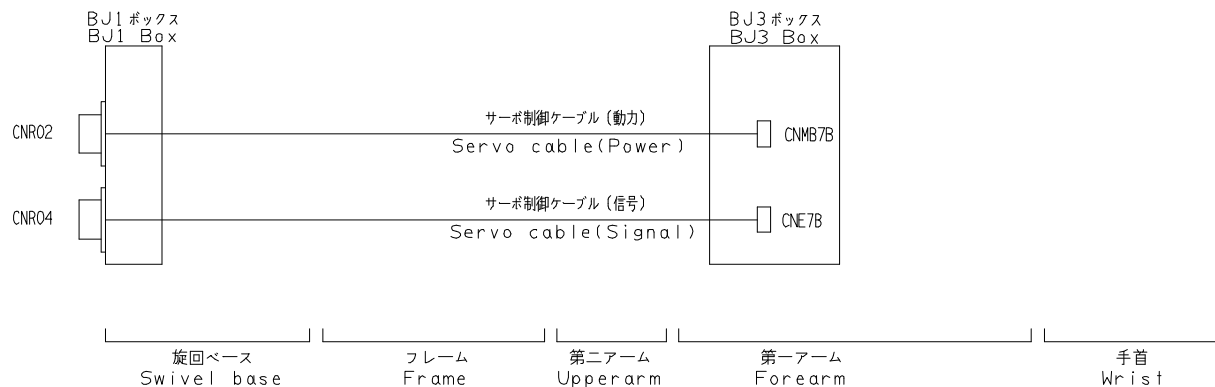 BJ1ボックス
BJ1 Box
BJ3ボックス
BJ3 Box
CNR02
サーボ制御ケーブル（動力）
Servo cable(Power)
CNMB7B
CNR04
サーボ制御ケーブル（信号）
Servo cable(Signal)
CNE7B
旋回ベース
Swivel base
フレーム
Frame
第二アーム
Upperarm
第一アーム
Forearm
手首
Wrist